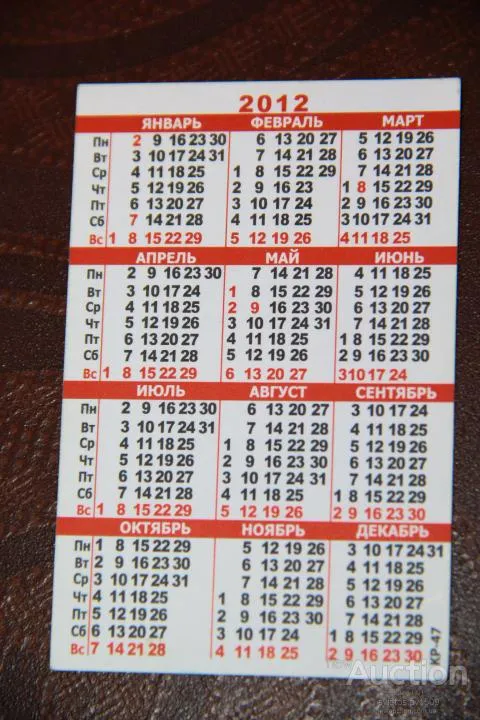 2012
ЯНВАРЬ ФЕВРАЛЬ МАРТ
Пн 2 9 16 23 30 6 13 20 27 5 12 19 26
Вт 3 10 17 24 31 7 14 21 28 6 13 20 27
Ср 4 11 18 25 1 8 15 22 29 7 14 21 28
Чт 5 12 19 26 2 9 16 23 1 8 15 22 29
Пт 6 13 20 27 3 10 17 24 2 9 16 23 30
Сб 7 14 21 28 4 11 18 25 3 10 17 24 31
Вс 1 8 15 22 29 5 12 19 26 4 11 18 25
АПРЕЛЬ МАЙ ИЮНЬ
Пн 2 9 16 23 30 7 14 21 28 4 11 18 25
Вт 3 10 17 24 1 8 15 22 29 5 12 19 26
Ср 4 11 18 25 2 9 16 23 30 6 13 20 27
Чт 5 12 19 26 3 10 17 24 31 7 14 21 28
Пт 6 13 20 27 4 11 18 25 1 8 15 22 29
Сб 7 14 21 28 5 12 19 26 2 9 16 23 30
Вс 1 8 15 22 29 6 13 20 27 3 10 17 24
ИЮЛЬ АВГУСТ СЕНТЯБРЬ
Пн 2 9 16 23 30 6 13 20 27 3 10 17 24
Вт 3 10 17 24 31 7 14 21 28 4 11 18 25
Ср 4 11 18 25 1 8 15 22 29 5 12 19 26
Чт 5 12 19 26 2 9 16 23 30 6 13 20 27
Пт 6 13 20 27 3 10 17 24 31 7 14 21 28
Сб 7 14 21 28 4 11 18 25 1 8 15 22 29
Вс 1 8 15 22 29 5 12 19 26 2 9 16 23 30
ОКТЯБРЬ НОЯБРЬ ДЕКАБРЬ
Пн 1 8 15 22 29 5 12 19 26 3 10 17 24 31
Вт 2 9 16 23 30 6 13 20 27 4 11 18 25
Ср 3 10 17 24 31 7 14 21 28 5 12 19 26
Чт 4 11 18 25 1 8 15 22 29 6 13 20 27
Пт 5 12 19 26 2 9 16 23 30 7 14 21 28
Сб 6 13 20 27 3 10 17 24 1 8 15 22 29
Вс 7 14 21 28 4 11 18 25 2 9 16 23 30
КР-47
Auction